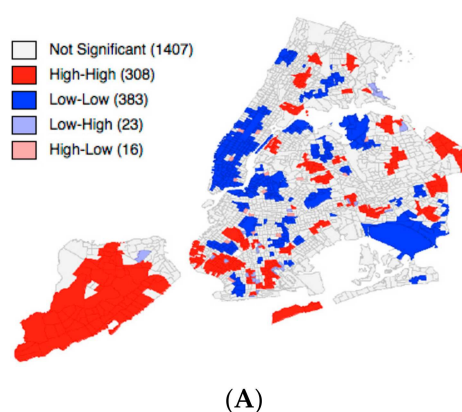 Not Significant (1407)
High-High (308)
Low-Low (383)
Low-High (23)
High-Low (16)
(A)